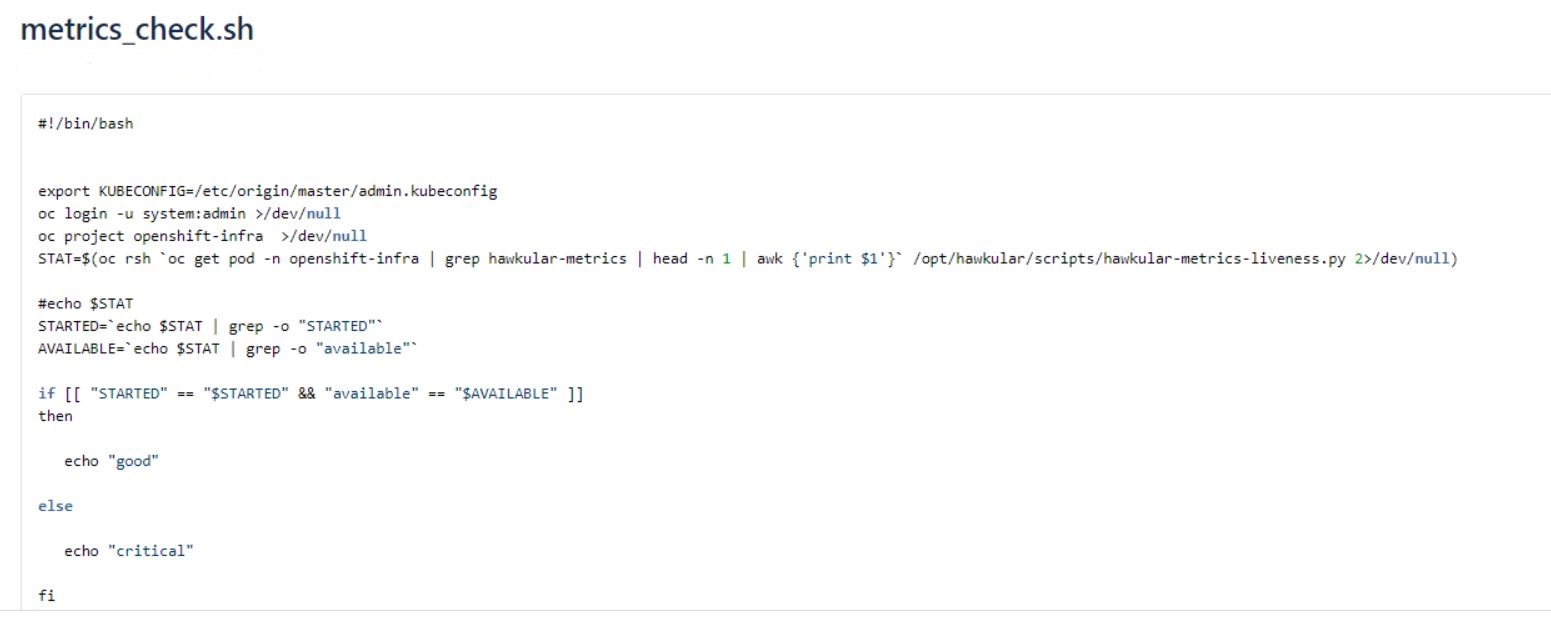 metrics_check.sh
#!/bin/bash
export KUBECONFIG=/etc/origin/master/admin.kubeconfig
oc login -u system:admin >/dev/null
oc project openshift-infra  >/dev/null
STAT=$(oc rsh `oc get pod -n openshift-infra | grep hawkular-metrics | head -n 1 | awk {'print $1'}` /opt/hawkular/scripts/hawkular-metrics-liveness.py 2>/dev/null)
#echo $STAT
STARTED=`echo $STAT | grep -o "STARTED"`
AVAILABLE=`echo $STAT | grep -o "available"`
if [[ "STARTED" == "$STARTED" && "available" == "$AVAILABLE" ]]
then
echo "good"
else
echo "critical"
fi